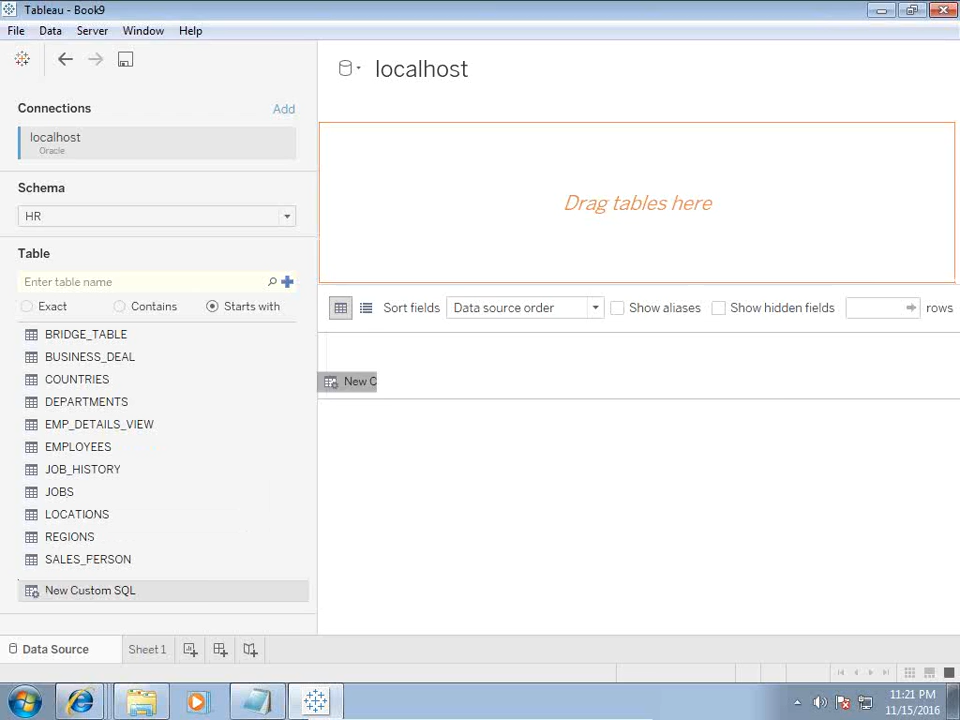 Tableau - Book9
File Data Server Window Help
localhost
Connections Add
localhost
Oracle
Drag tables here
Schema
HR
Table
Enter table name
Exact Contains Starts with
Sort fields Data source order Show aliases Show hidden fields rows
BRIDGE_TABLE
BUSINESS_DEAL
COUNTRIES
New C
DEPARTMENTS
EMP_DETAILS_VIEW
EMPLOYEES
JOB_HISTORY
JOBS
LOCATIONS
REGIONS
SALES_PERSON
New Custom SQL
Data Source Sheet 1
11:21 PM
11/15/2016